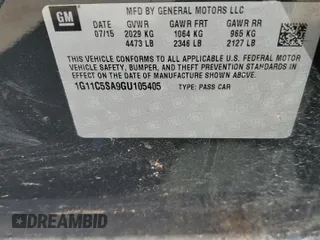 GM
MFD BY GENERAL MOTORS LLC
07/15 GVWR GAWR FRT GAWR RR
2029 KG 1064 KG 965 KG
4473 LB 2346 LB 2127 LB
THIS VEHICLE CONFORMS TO ALL APPLICABLE U.S. FEDERAL MOTOR
VEHICLE SAFETY, BUMPER, AND THEFT PREVENTION STANDARDS
IN EFFECT ON THE DATE OF MANUFACTURE SHOWN ABOVE.
1G11C5SA9GU105405 TYPE: PASS CAR
DREAMBID